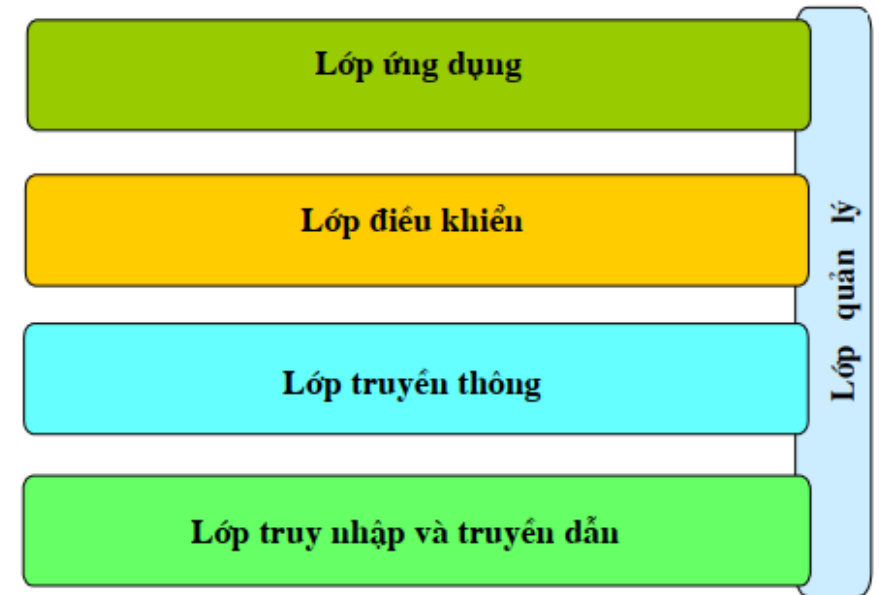 Lớp ứng dụng
Lớp điều khiển
Lớp truyền thông
Lớp truy nhập và truyền dẫn
Lớp quản lý